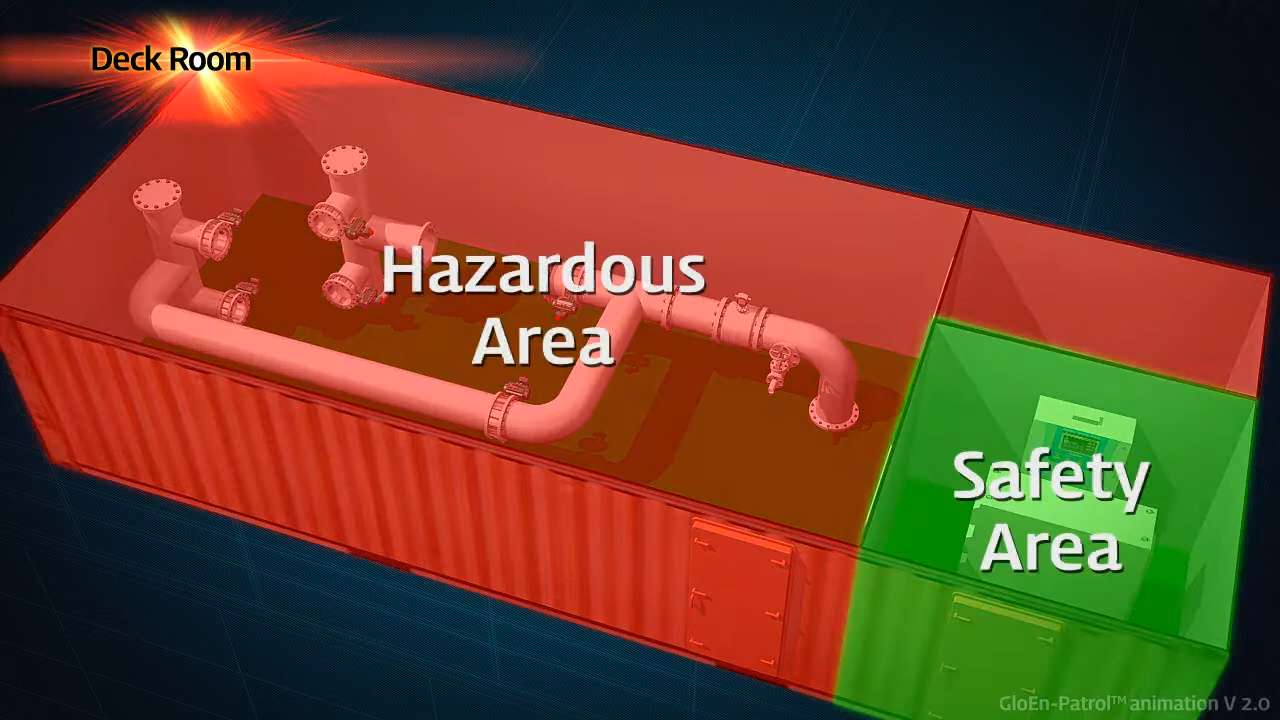 Deck Room
Hazardous
Area
Safety
Area
GloEn-Patrol™ animation V 2.0